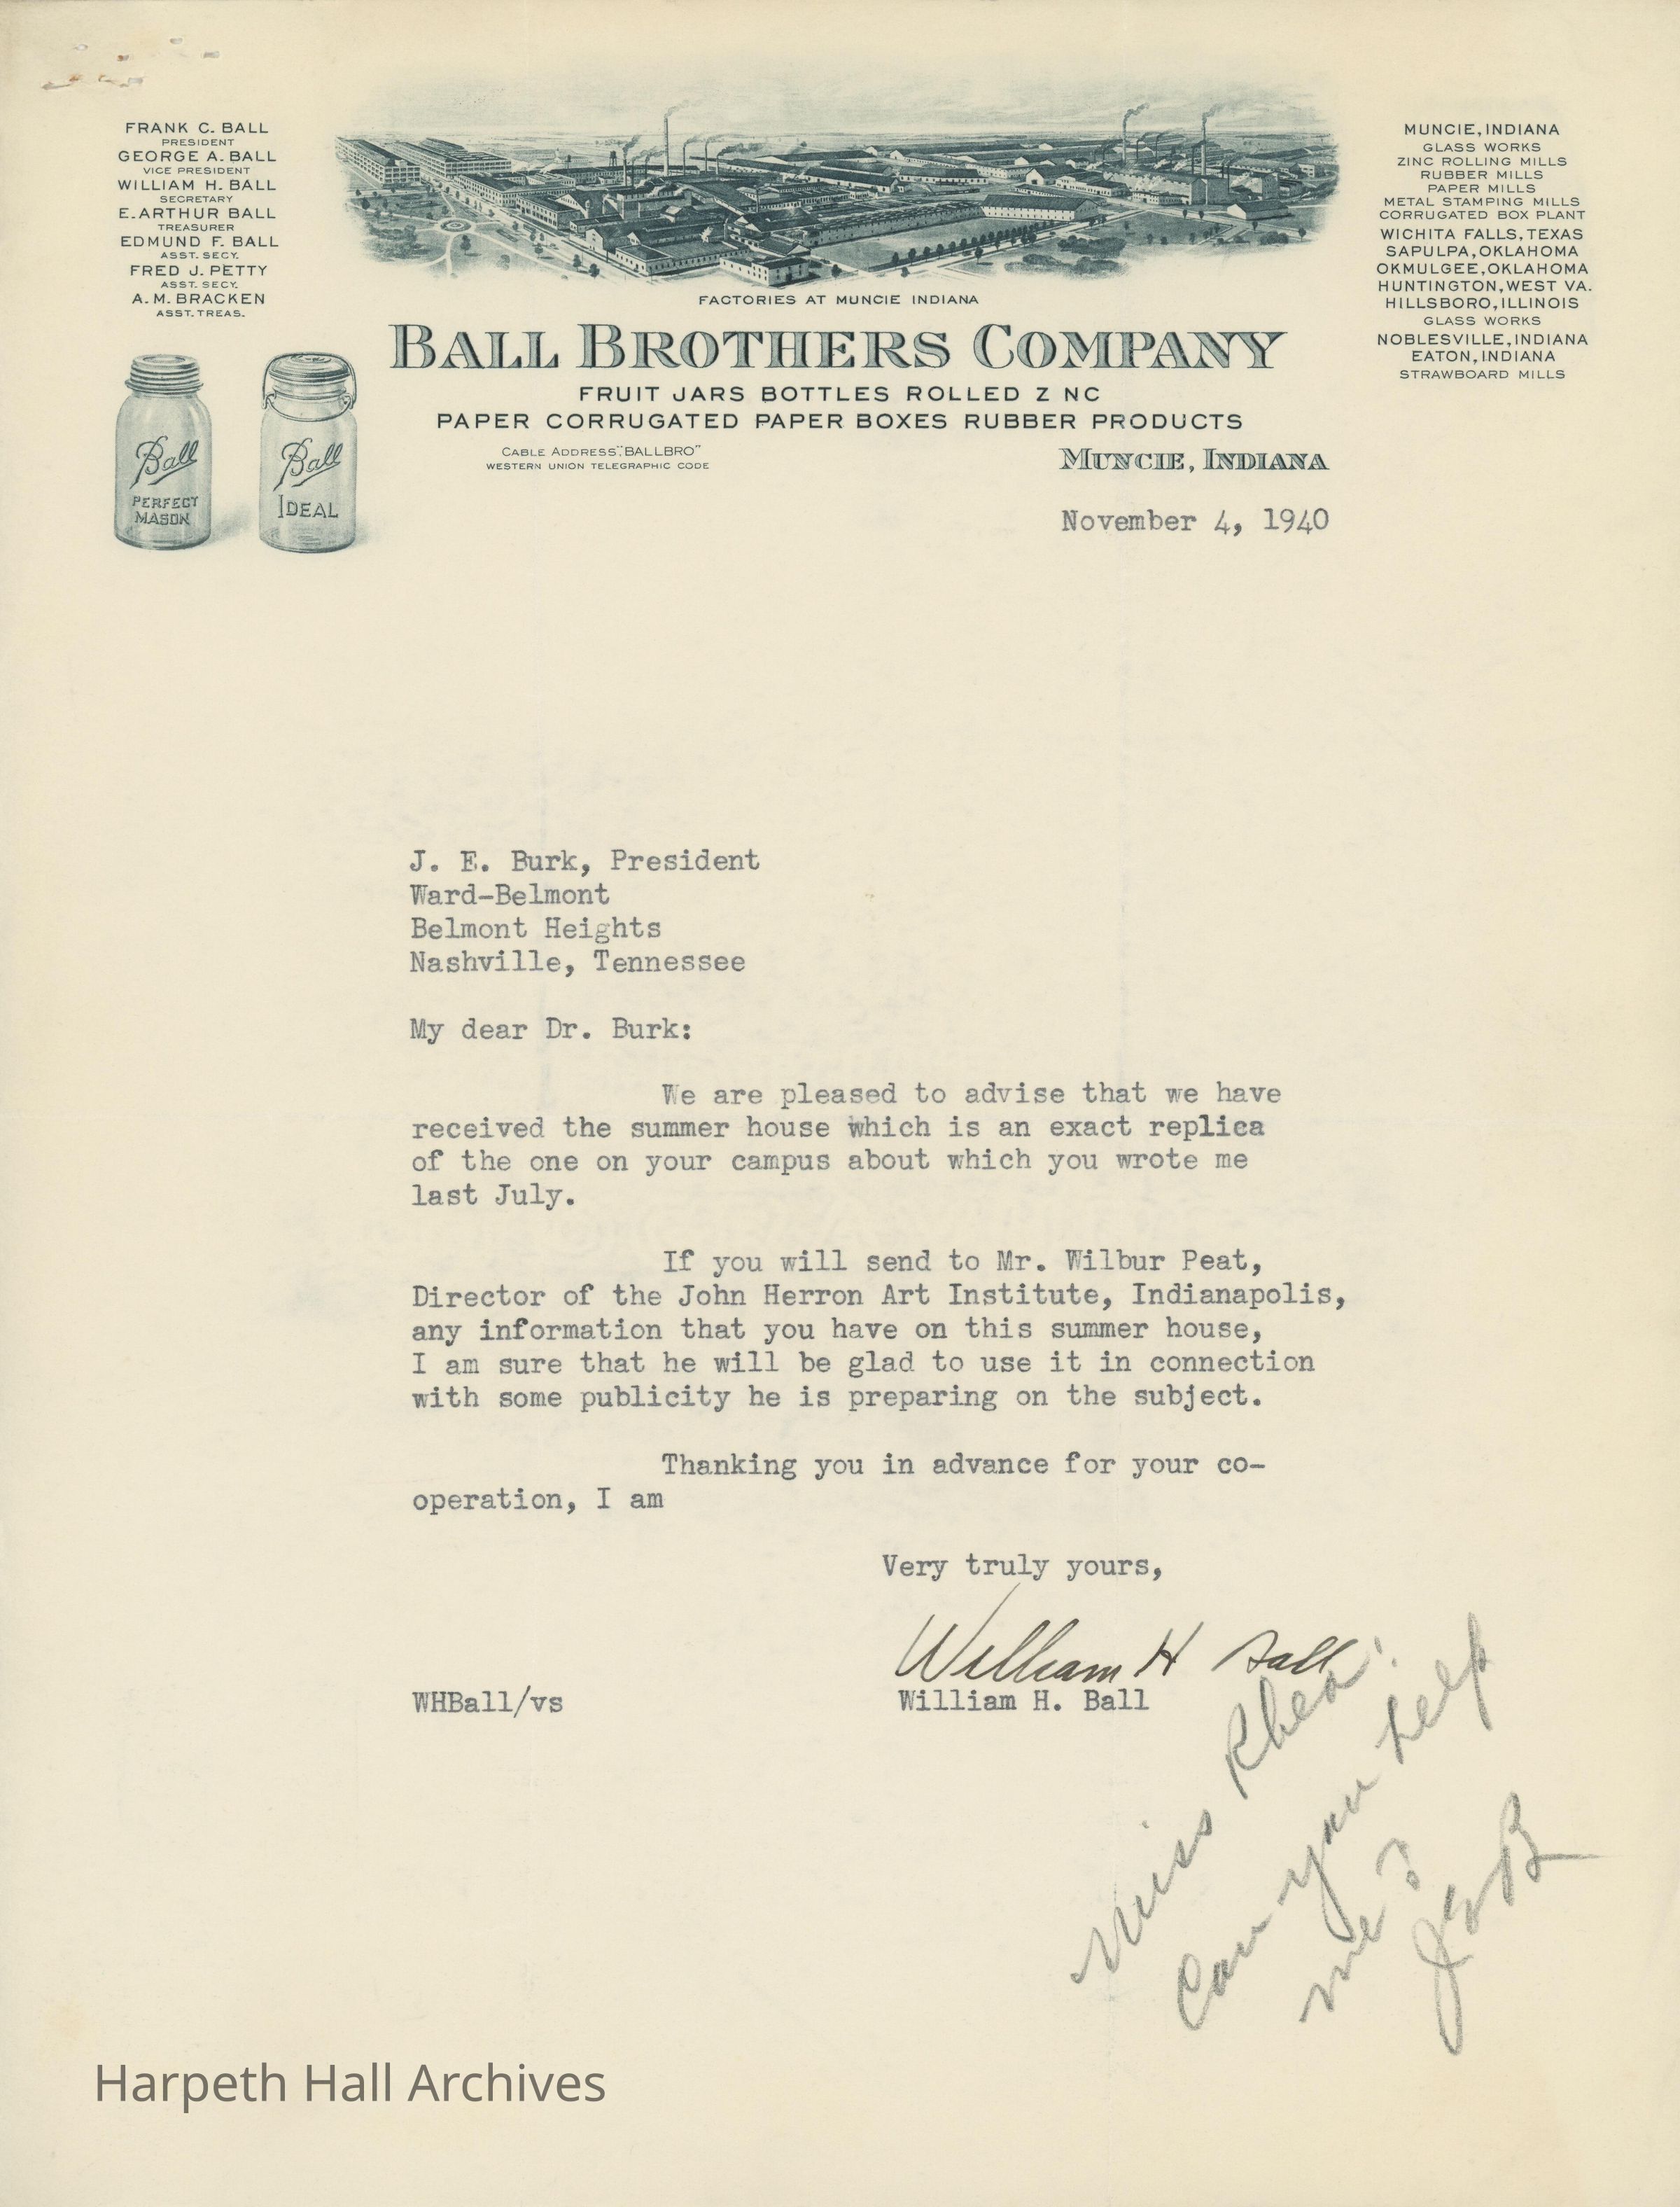 FRANK C. BALL
PRESIDENT
GEORGE A. BALL
VICE PRESIDENT
WILLIAM H. BALL
SECRETARY
E. ARTHUR BALL
TREASURER
EDMUND F. BALL
ASST. SECY.
FRED J. PETTY
ASST. SECY.
A. M. BRACKEN
ASST. TREAS.
MUNCIE, INDIANA
GLASS WORKS
ZINC ROLLING MILLS
RUBBER MILLS
PAPER MILLS
METAL STAMPING MILLS
CORRUGATED BOX PLANT
WICHITA FALLS, TEXAS
SAPULPA, OKLAHOMA
OKMULGEE, OKLAHOMA
HUNTINGTON, WEST VA.
HILLSBORO, ILLINOIS
GLASS WORKS
NOBLESVILLE, INDIANA
EATON, INDIANA
STRAWBOARD MILLS
FACTORIES AT MUNCIE INDIANA
BALL BROTHERS COMPANY
FRUIT JARS BOTTLES ROLLED Z NC
PAPER CORRUGATED PAPER BOXES RUBBER PRODUCTS
CABLE ADDRESS, "BALLBRO"
WESTERN UNION TELEGRAPHIC CODE
MUNCIE, INDIANA
Ball
PERFECT
MASON
Ball
IDEAL
November 4, 1940
J. E. Burk, President
Ward-Belmont
Belmont Heights
Nashville, Tennessee
My dear Dr. Burk:
We are pleased to advise that we have
received the summer house which is an exact replica
of the one on your campus about which you wrote me
last July.
If you will send to Mr. Wilbur Peat,
Director of the John Herron Art Institute, Indianapolis,
any information that you have on this summer house,
I am sure that he will be glad to use it in connection
with some publicity he is preparing on the subject.
Thanking you in advance for your co-
operation, I am
Very truly yours,
William H Ball
WHBall/vs
William H. Ball
Miss Rhea:
Can you help
me?
JEB
Harpeth Hall Archives